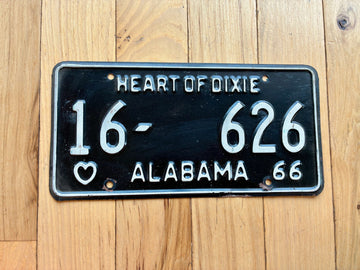 HEART OF DIXIE
16- 626
ALABAMA 66